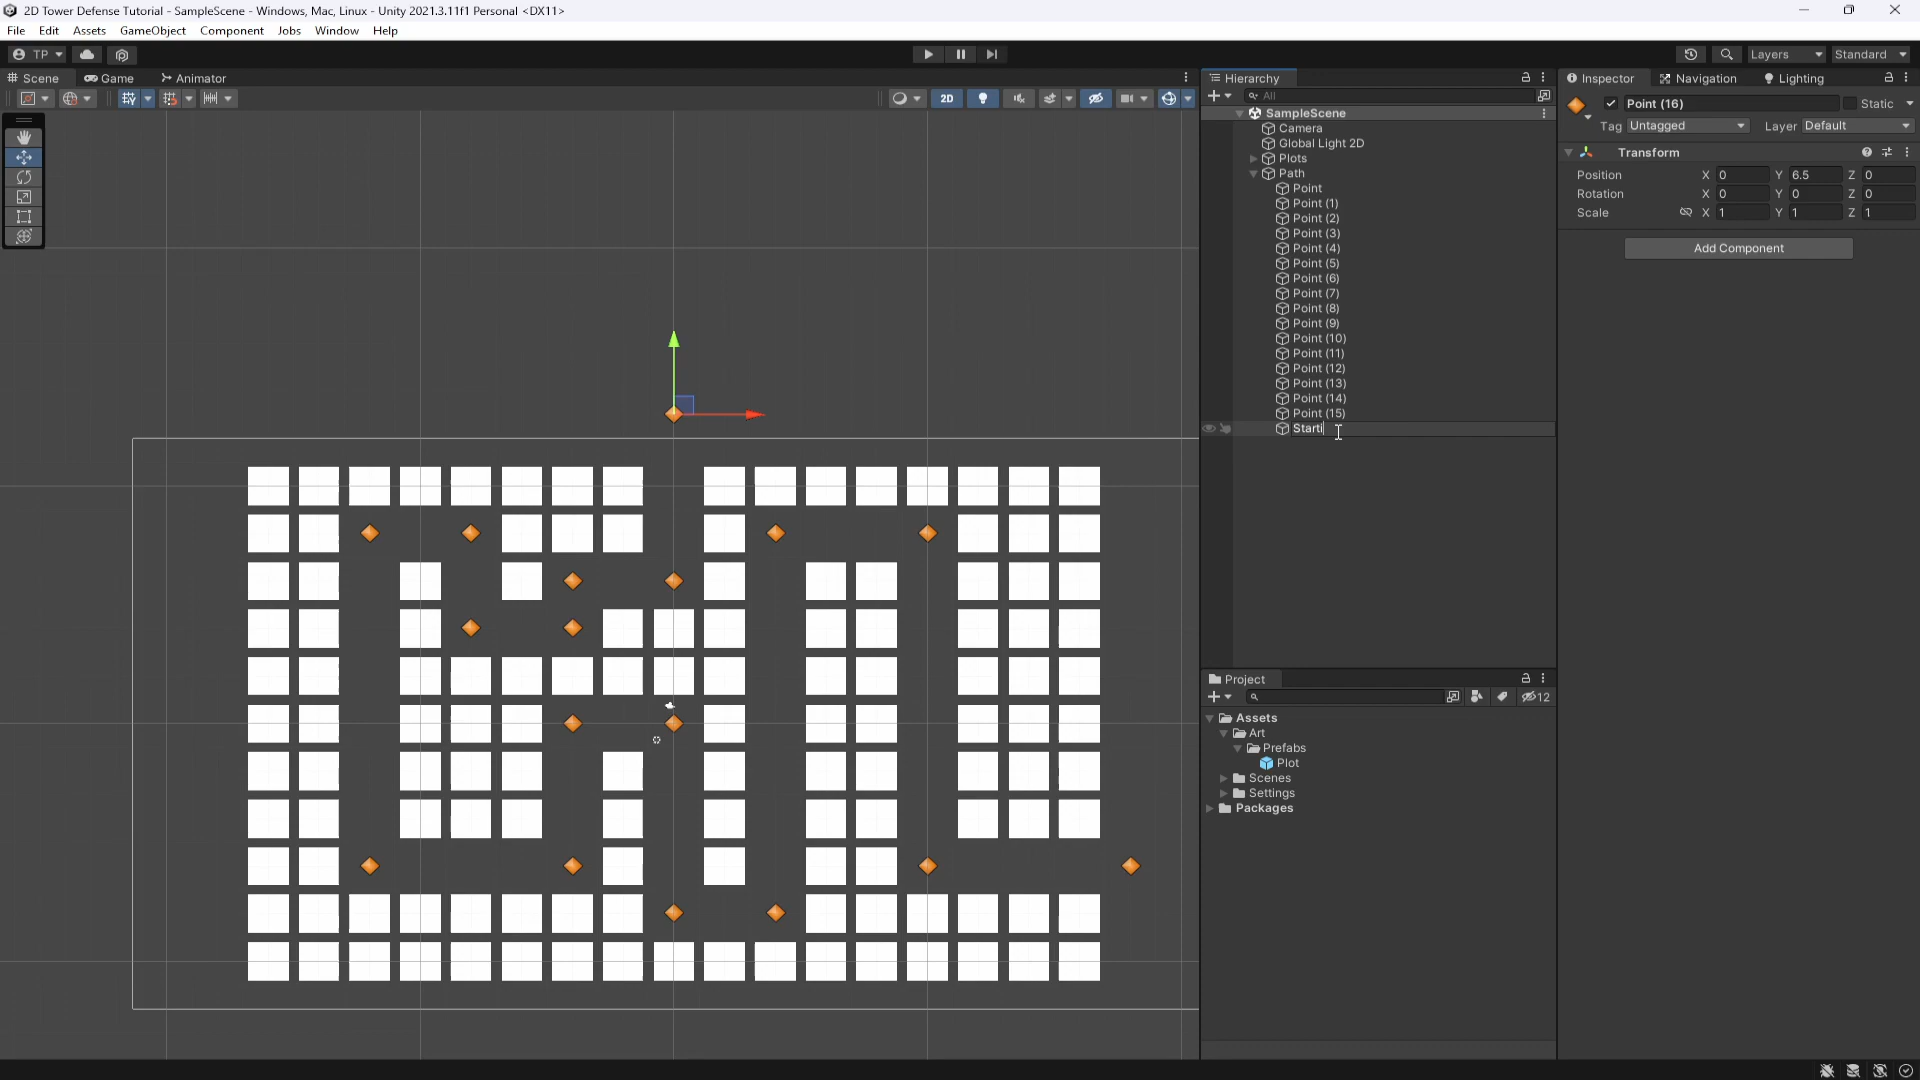 2D Tower Defense Tutorial - SampleScene - Windows, Mac, Linux - Unity 2021.3.11f1 Personal <DX11>
File Edit Assets GameObject Component Jobs Window Help
TP
Layers Standard
Scene Game Animator
2D
Hierarchy
All
SampleScene
Camera
Global Light 2D
Plots
Path
Point
Point (1)
Point (2)
Point (3)
Point (4)
Point (5)
Point (6)
Point (7)
Point (8)
Point (9)
Point (10)
Point (11)
Point (12)
Point (13)
Point (14)
Point (15)
Starti
Project
12
Assets
Art
Prefabs
Plot
Scenes
Settings
Packages
Inspector Navigation Lighting
Point (16) Static
Tag Untagged Layer Default
Transform
Position X 0 Y 6.5 Z 0
Rotation X 0 Y 0 Z 0
Scale X 1 Y 1 Z 1
Add Component